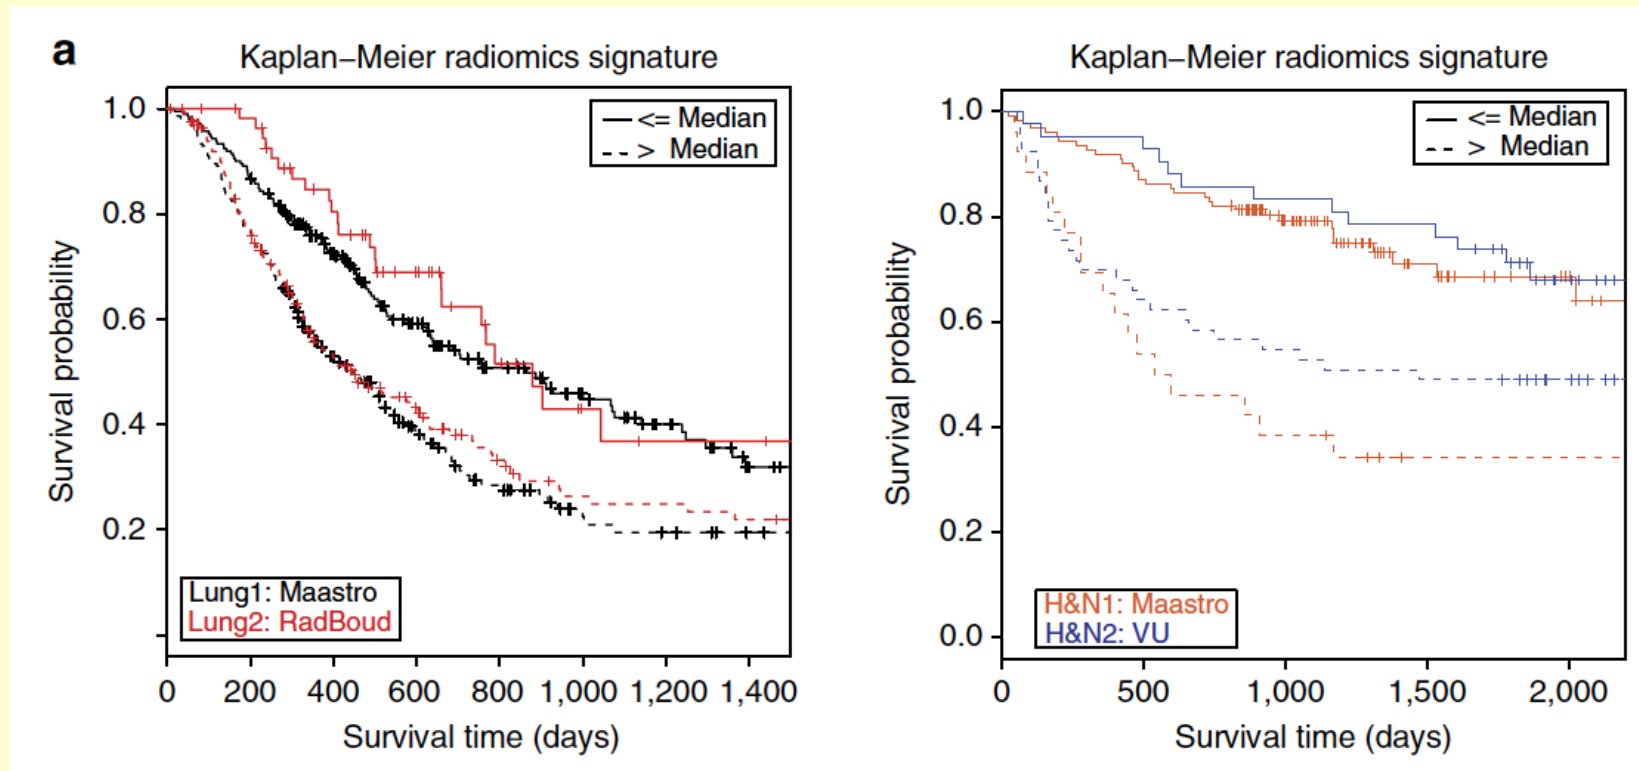 a
Kaplan–Meier radiomics signature
<= Median
> Median
Survival probability
1.0
0.8
0.6
0.4
0.2
Lung1: Maastro
Lung2: RadBoud
0 200 400 600 800 1,000 1,200 1,400
Survival time (days)
Kaplan–Meier radiomics signature
<= Median
> Median
Survival probability
1.0
0.8
0.6
0.4
0.2
0.0
H&N1: Maastro
H&N2: VU
0 500 1,000 1,500 2,000
Survival time (days)